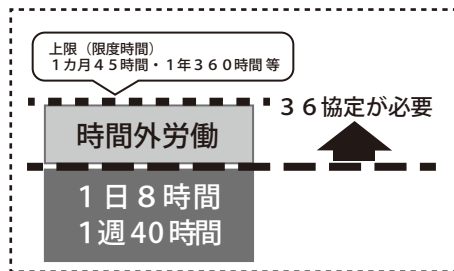 上限（限度時間）
１カ月４５時間・１年３６０時間 等
３６協定が必要
時間外労働
１日８時間
１週40時間